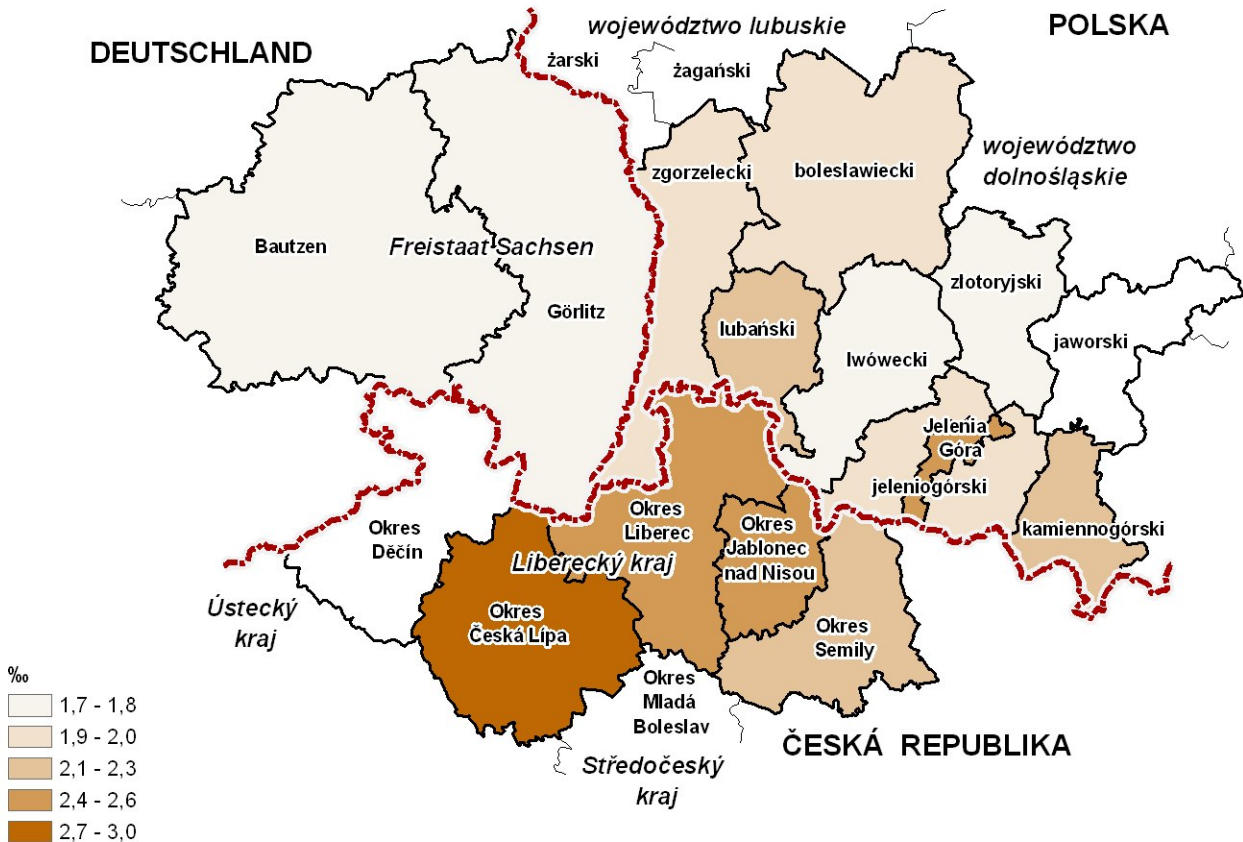 DEUTSCHLAND
województwo lubuskie
POLSKA
żarski
żagański
województwo
dolnośląskie
zgorzelecki
boleslawiecki
Bautzen
Freistaat Sachsen
Görlitz
zlotoryjski
lubański
lwówecki
jaworski
Jelenia
Góra
jeleniogórski
kamiennogórski
Okres
Děčín
Okres
Liberec
Okres
Jablonec
nad Nisou
Liberecký kraj
Ústecký
kraj
Okres
Česká Lípa
Okres
Semily
Okres
Mladá
Boleslav
Středočeský
kraj
ČESKÁ REPUBLIKA
‰
1,7 - 1,8
1,9 - 2,0
2,1 - 2,3
2,4 - 2,6
2,7 - 3,0